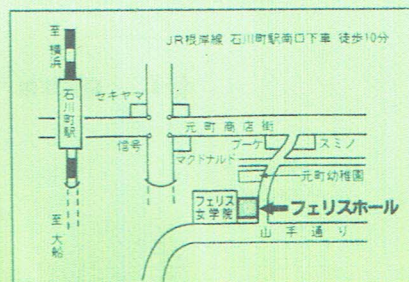 JR根岸線 石川町駅南口下車 徒歩10分
至横浜
石川町駅
セキヤマ
元町商店街
信号
マクドナルド
ブーケ
スミノ
元町幼稚園
フェリス
女学院
フェリスホール
山手通り
至大船